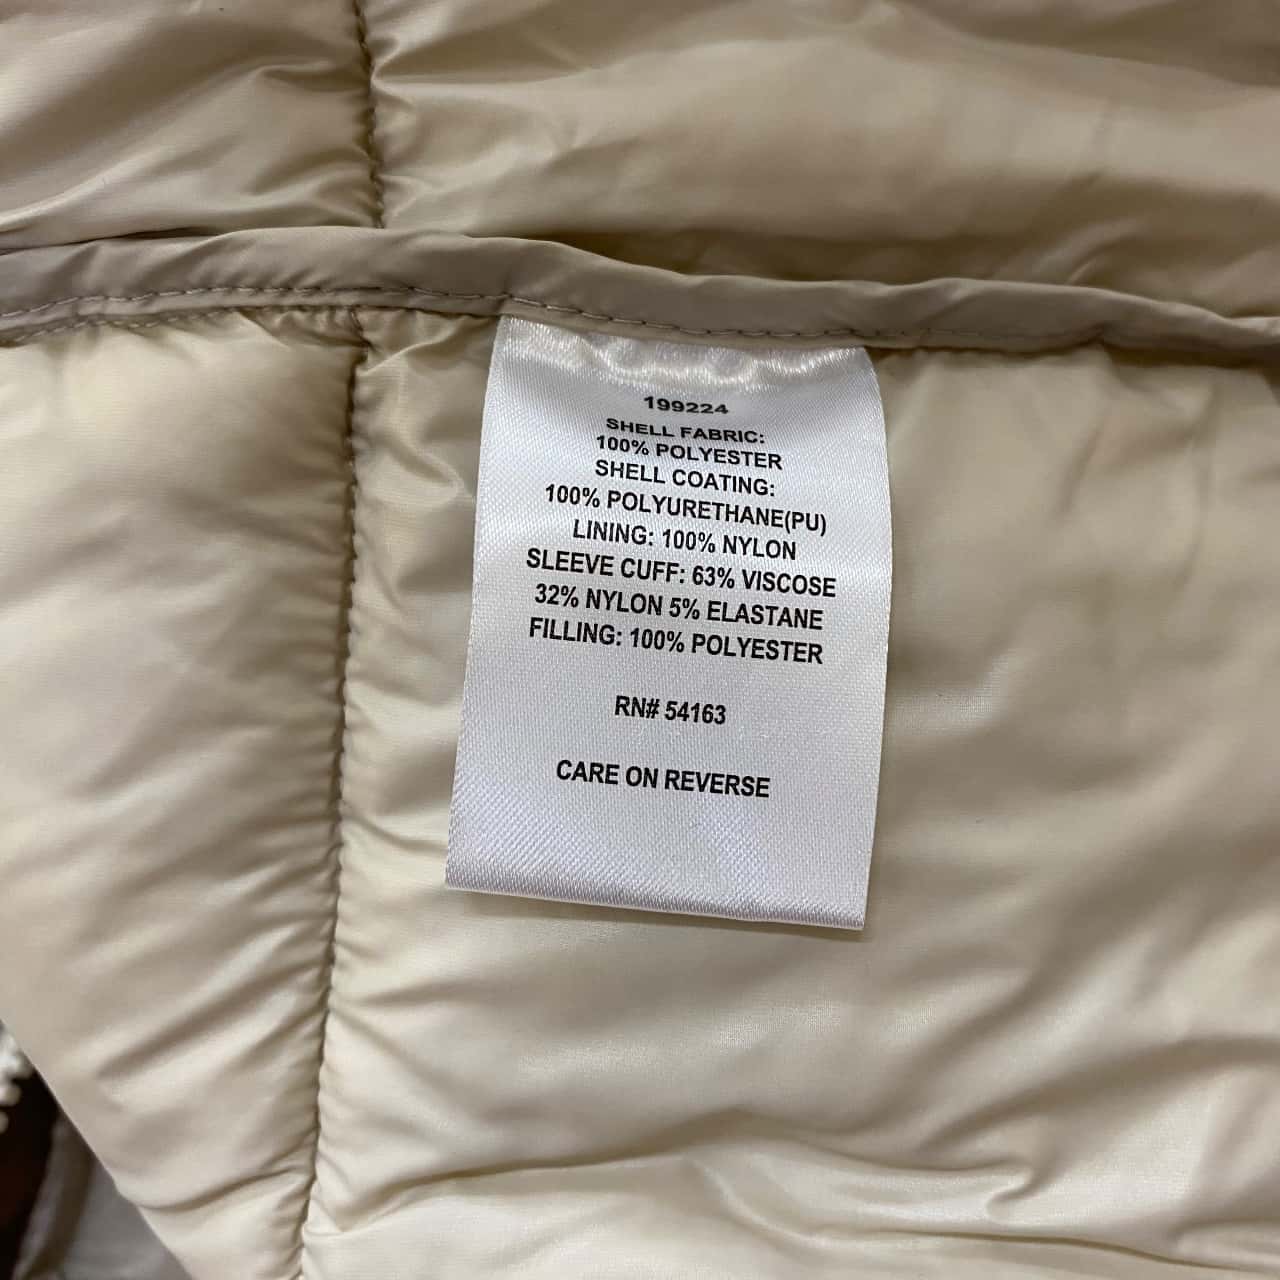 199224
SHELL FABRIC:
100% POLYESTER
SHELL COATING:
100% POLYURETHANE(PU)
LINING: 100% NYLON
SLEEVE CUFF: 63% VISCOSE
32% NYLON 5% ELASTANE
FILLING: 100% POLYESTER
RN# 54163
CARE ON REVERSE